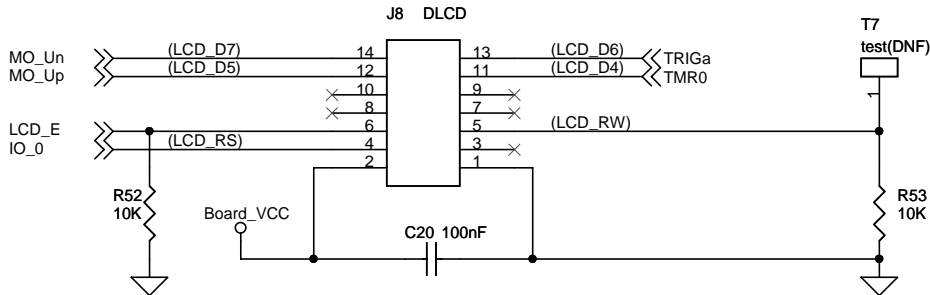 J8 DLCD
T7
test(DNF)
1
MO_Un (LCD_D7) 14 13 (LCD_D6) TRIGa
MO_Up (LCD_D5) 12 11 (LCD_D4) TMR0
10 9
8 7
LCD_E 6 5 (LCD_RW)
IO_0 (LCD_RS) 4 3
2 1
R52
10K
Board_VCC
C20 100nF
R53
10K